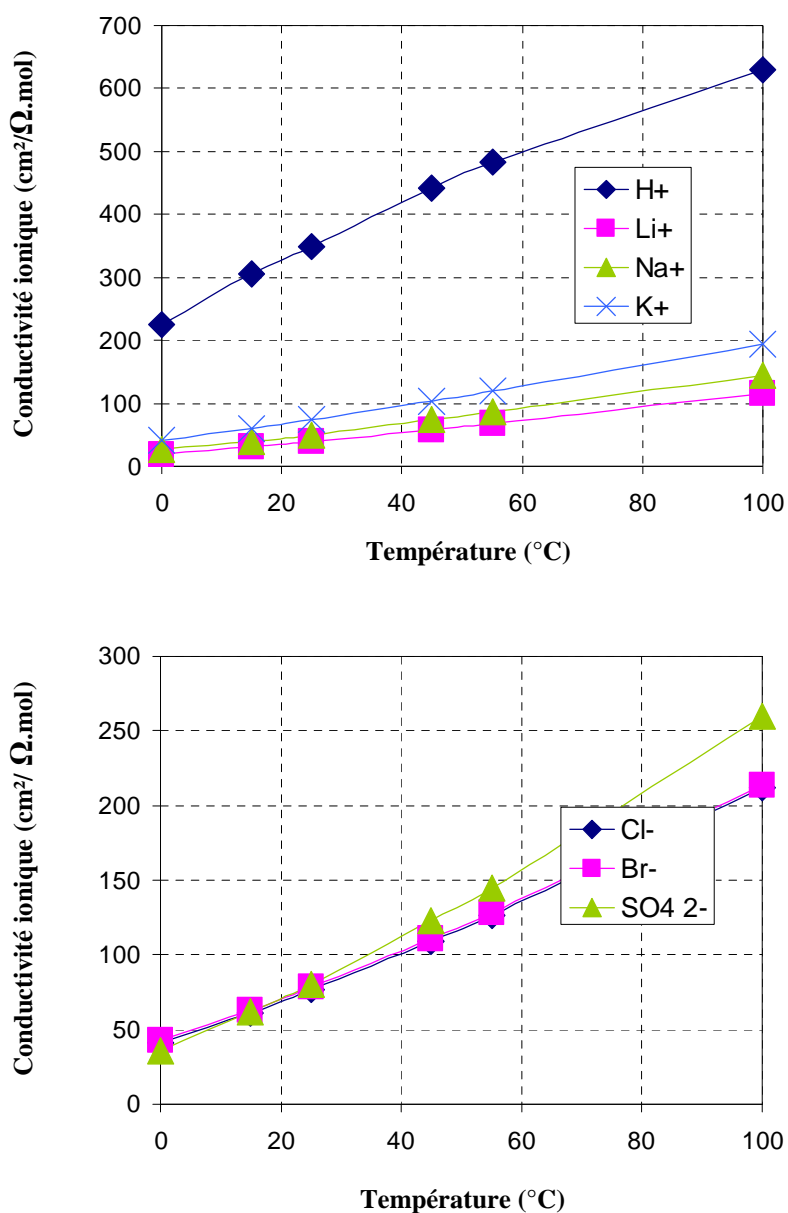 Conductivité ionique (cm²/Ω.mol)
700
600
500
400
300
200
100
0
H+
Li+
Na+
K+
0 20 40 60 80 100
Température (°C)
Conductivité ionique (cm²/ Ω.mol)
300
250
200
150
100
50
0
Cl-
Br-
SO4 2-
0 20 40 60 80 100
Température (°C)